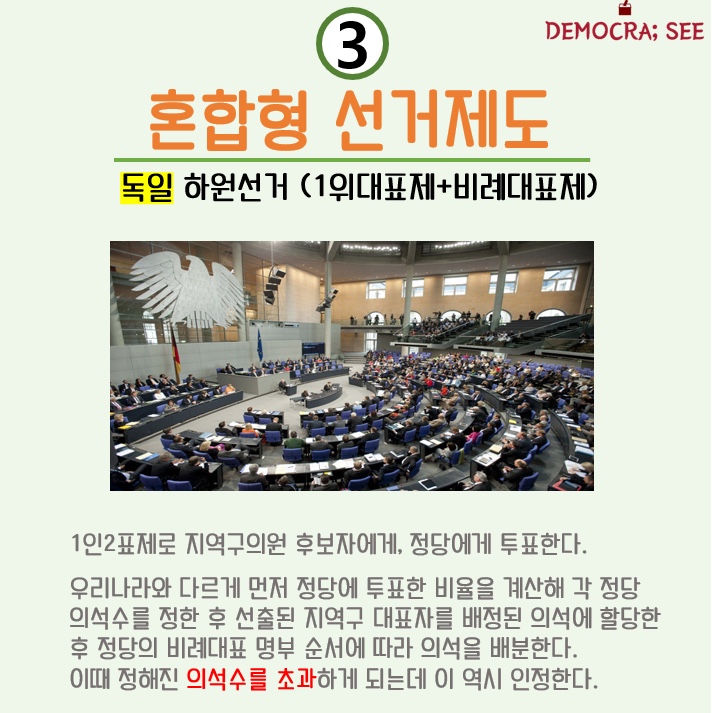 DEMOCRA; SEE
3
혼합형 선거제도
독일 하원선거 (1위대표제+비례대표제)
1인2표제로 지역구의원 후보자에게, 정당에게 투표한다.
우리나라와 다르게 먼저 정당에 투표한 비율을 계산해 각 정당
의석수를 정한 후 선출된 지역구 대표자를 배정된 의석에 할당한
후 정당의 비례대표 명부 순서에 따라 의석을 배분한다.
이때 정해진 의석수를 초과하게 되는데 이 역시 인정한다.